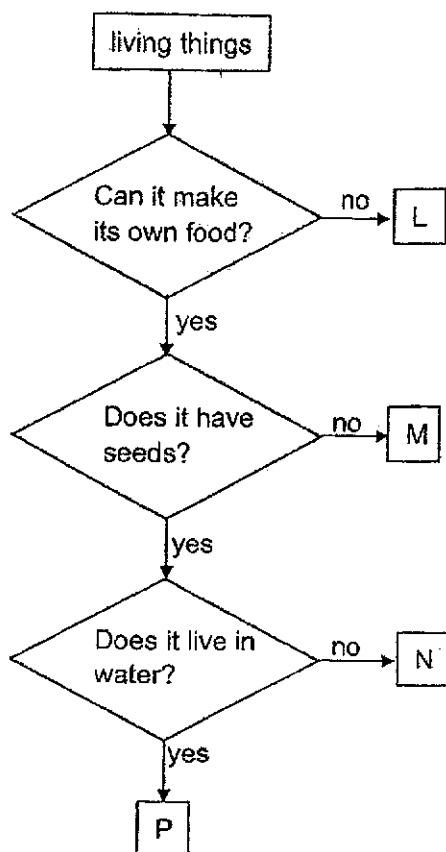 living things
Can it make
its own food?
no
L
yes
Does it have
seeds?
no
M
yes
Does it live in
water?
no
N
yes
P